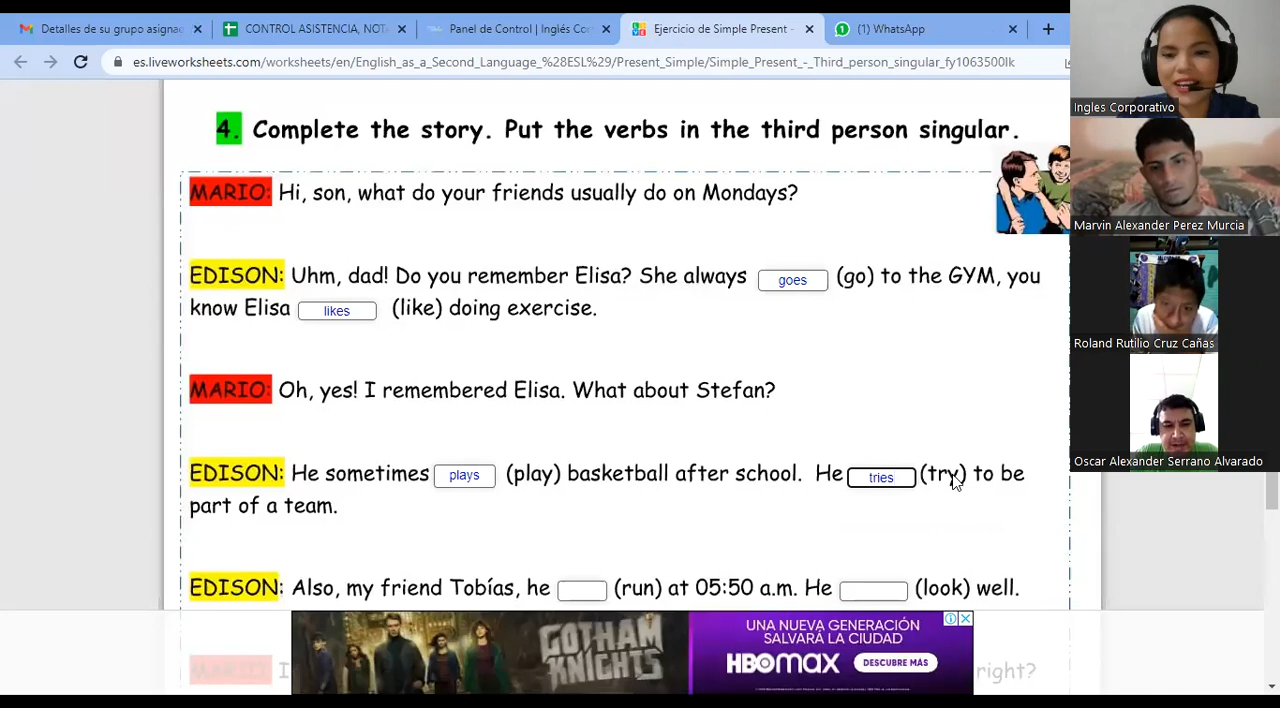 Detalles de su grupo asignac
CONTROL ASISTENCIA, NOT
Panel de Control | Inglés Cor
Ejercicio de Simple Present -
(1) WhatsApp
es.liveworksheets.com/worksheets/en/English_as_a_Second_Language_%28ESL%29/Present_Simple/Simple_Present_-_Third_person_singular_fy1063500lk
4. Complete the story. Put the verbs in the third person singular.
MARIO: Hi, son, what do your friends usually do on Mondays?
EDISON: Uhm, dad! Do you remember Elisa? She always goes (go) to the GYM, you
know Elisa likes (like) doing exercise.
MARIO: Oh, yes! I remembered Elisa. What about Stefan?
EDISON: He sometimes plays (play) basketball after school. He tries (try) to be
part of a team.
EDISON: Also, my friend Tobías, he (run) at 05:50 a.m. He (look) well.
MARIO: I right?
GOTHAM
KNIGHTS
UNA NUEVA GENERACIÓN
SALVARÁ LA CIUDAD
HBOmax
DESCUBRE MÁS
Ingles Corporativo
Marvin Alexander Perez Murcia
Roland Rutilio Cruz Cañas
Oscar Alexander Serrano Alvarado